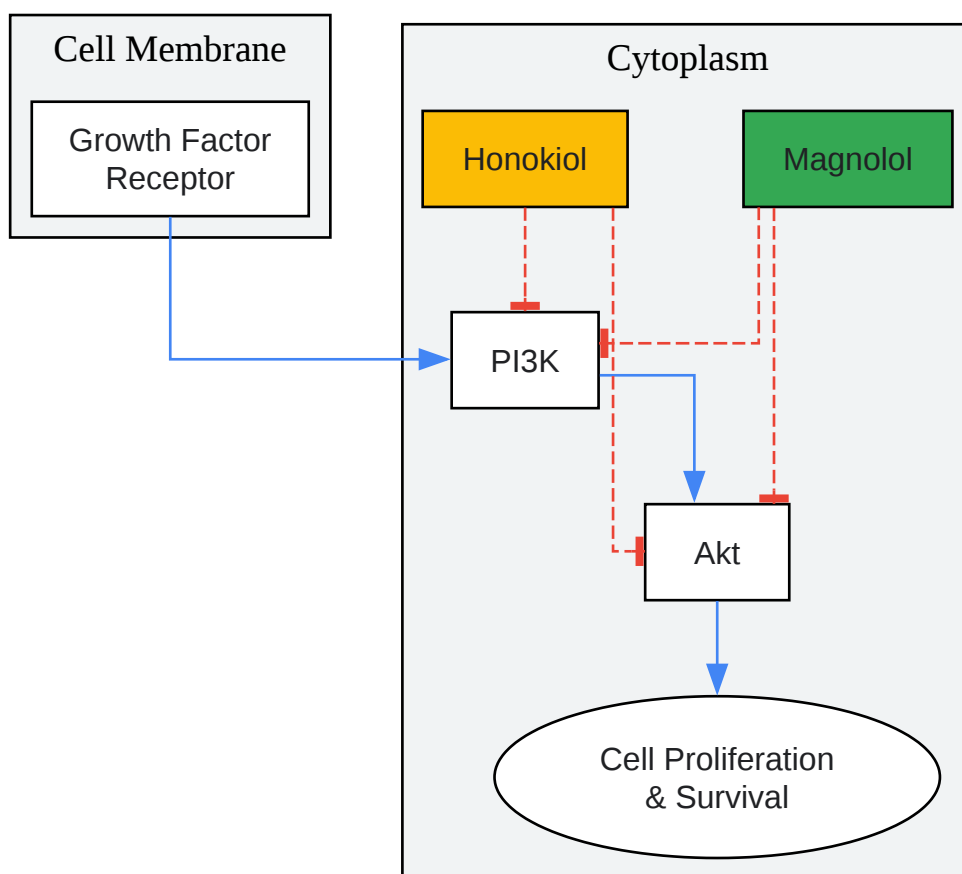 Cell Membrane
Growth Factor
Receptor
Cytoplasm
Honokiol
Magnolol
PI3K
Akt
Cell Proliferation
& Survival